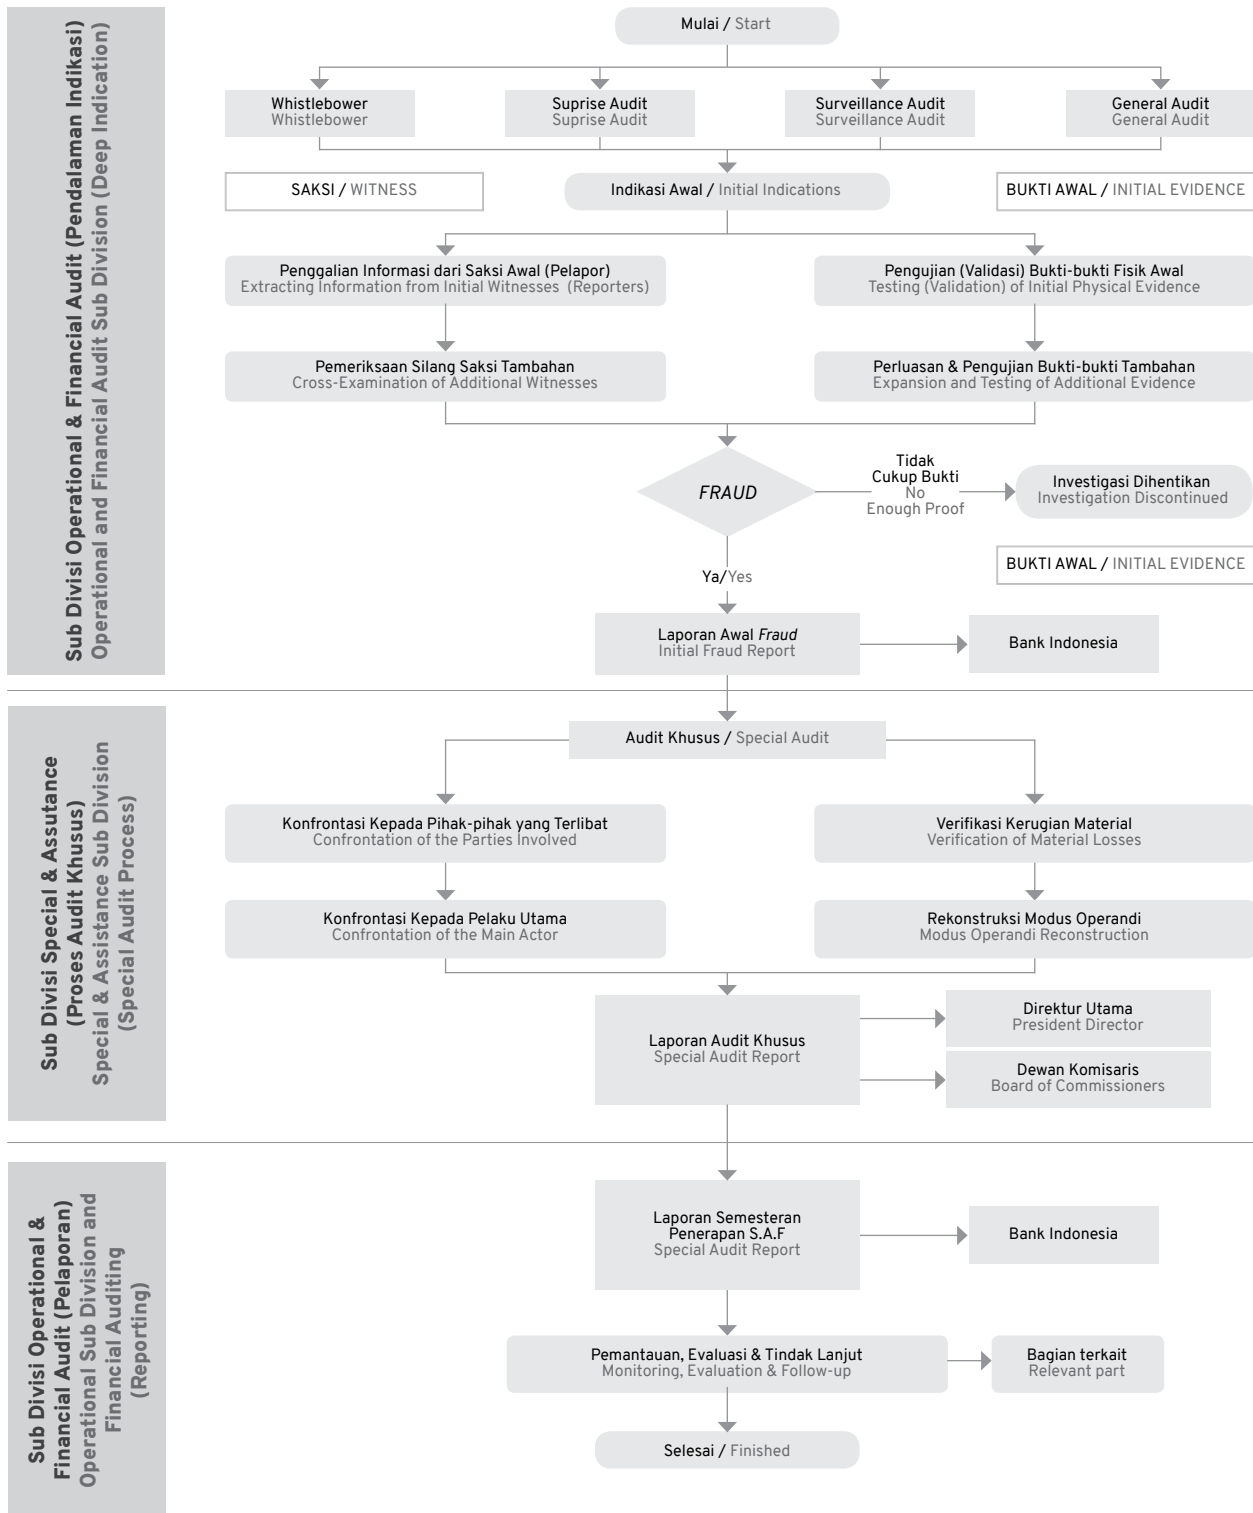 Sub Divisi Operational & Financial Audit (Pendalaman Indikasi)
Operational and Financial Audit Sub Division (Deep Indication)
Mulai / Start
Whistlebower
Whistlebower
Suprise Audit
Suprise Audit
Surveillance Audit
Surveillance Audit
General Audit
General Audit
SAKSI / WITNESS
Indikasi Awal / Initial Indications
BUKTI AWAL / INITIAL EVIDENCE
Penggalian Informasi dari Saksi Awal (Pelapor)
Extracting Information from Initial Witnesses (Reporters)
Pengujian (Validasi) Bukti-bukti Fisik Awal
Testing (Validation) of Initial Physical Evidence
Pemeriksaan Silang Saksi Tambahan
Cross-Examination of Additional Witnesses
Perluasan & Pengujian Bukti-bukti Tambahan
Expansion and Testing of Additional Evidence
FRAUD
Tidak
Cukup Bukti
No
Enough Proof
Investigasi Dihentikan
Investigation Discontinued
BUKTI AWAL / INITIAL EVIDENCE
Ya/Yes
Laporan Awal Fraud
Initial Fraud Report
Bank Indonesia
Sub Divisi Special & Assutance
(Proses Audit Khusus)
Special & Assistance Sub Division
(Special Audit Process)
Audit Khusus / Special Audit
Konfrontasi Kepada Pihak-pihak yang Terlibat
Confrontation of the Parties Involved
Verifikasi Kerugian Material
Verification of Material Losses
Konfrontasi Kepada Pelaku Utama
Confrontation of the Main Actor
Rekonstruksi Modus Operandi
Modus Operandi Reconstruction
Laporan Audit Khusus
Special Audit Report
Direktur Utama
President Director
Dewan Komisaris
Board of Commissioners
Sub Divisi Operational &
Financial Audit (Pelaporan)
Operational Sub Division and
Financial Auditing
(Reporting)
Laporan Semesteran
Penerapan S.A.F
Special Audit Report
Bank Indonesia
Pemantauan, Evaluasi & Tindak Lanjut
Monitoring, Evaluation & Follow-up
Bagian terkait
Relevant part
Selesai / Finished